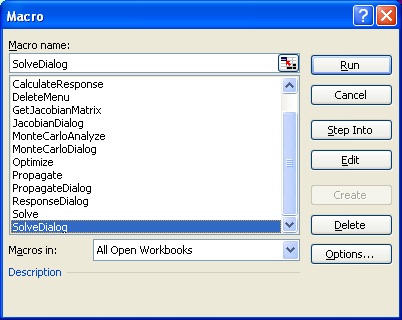 Macro
Macro name:
SolveDialog
Run
CalculateResponse
DeleteMenu
GetJacobianMatrix
JacobianDialog
MonteCarloAnalyze
MonteCarloDialog
Optimize
Propagate
PropagateDialog
ResponseDialog
Solve
SolveDialog
Cancel
Step Into
Edit
Create
Delete
Macros in: All Open Workbooks
Options...
Description